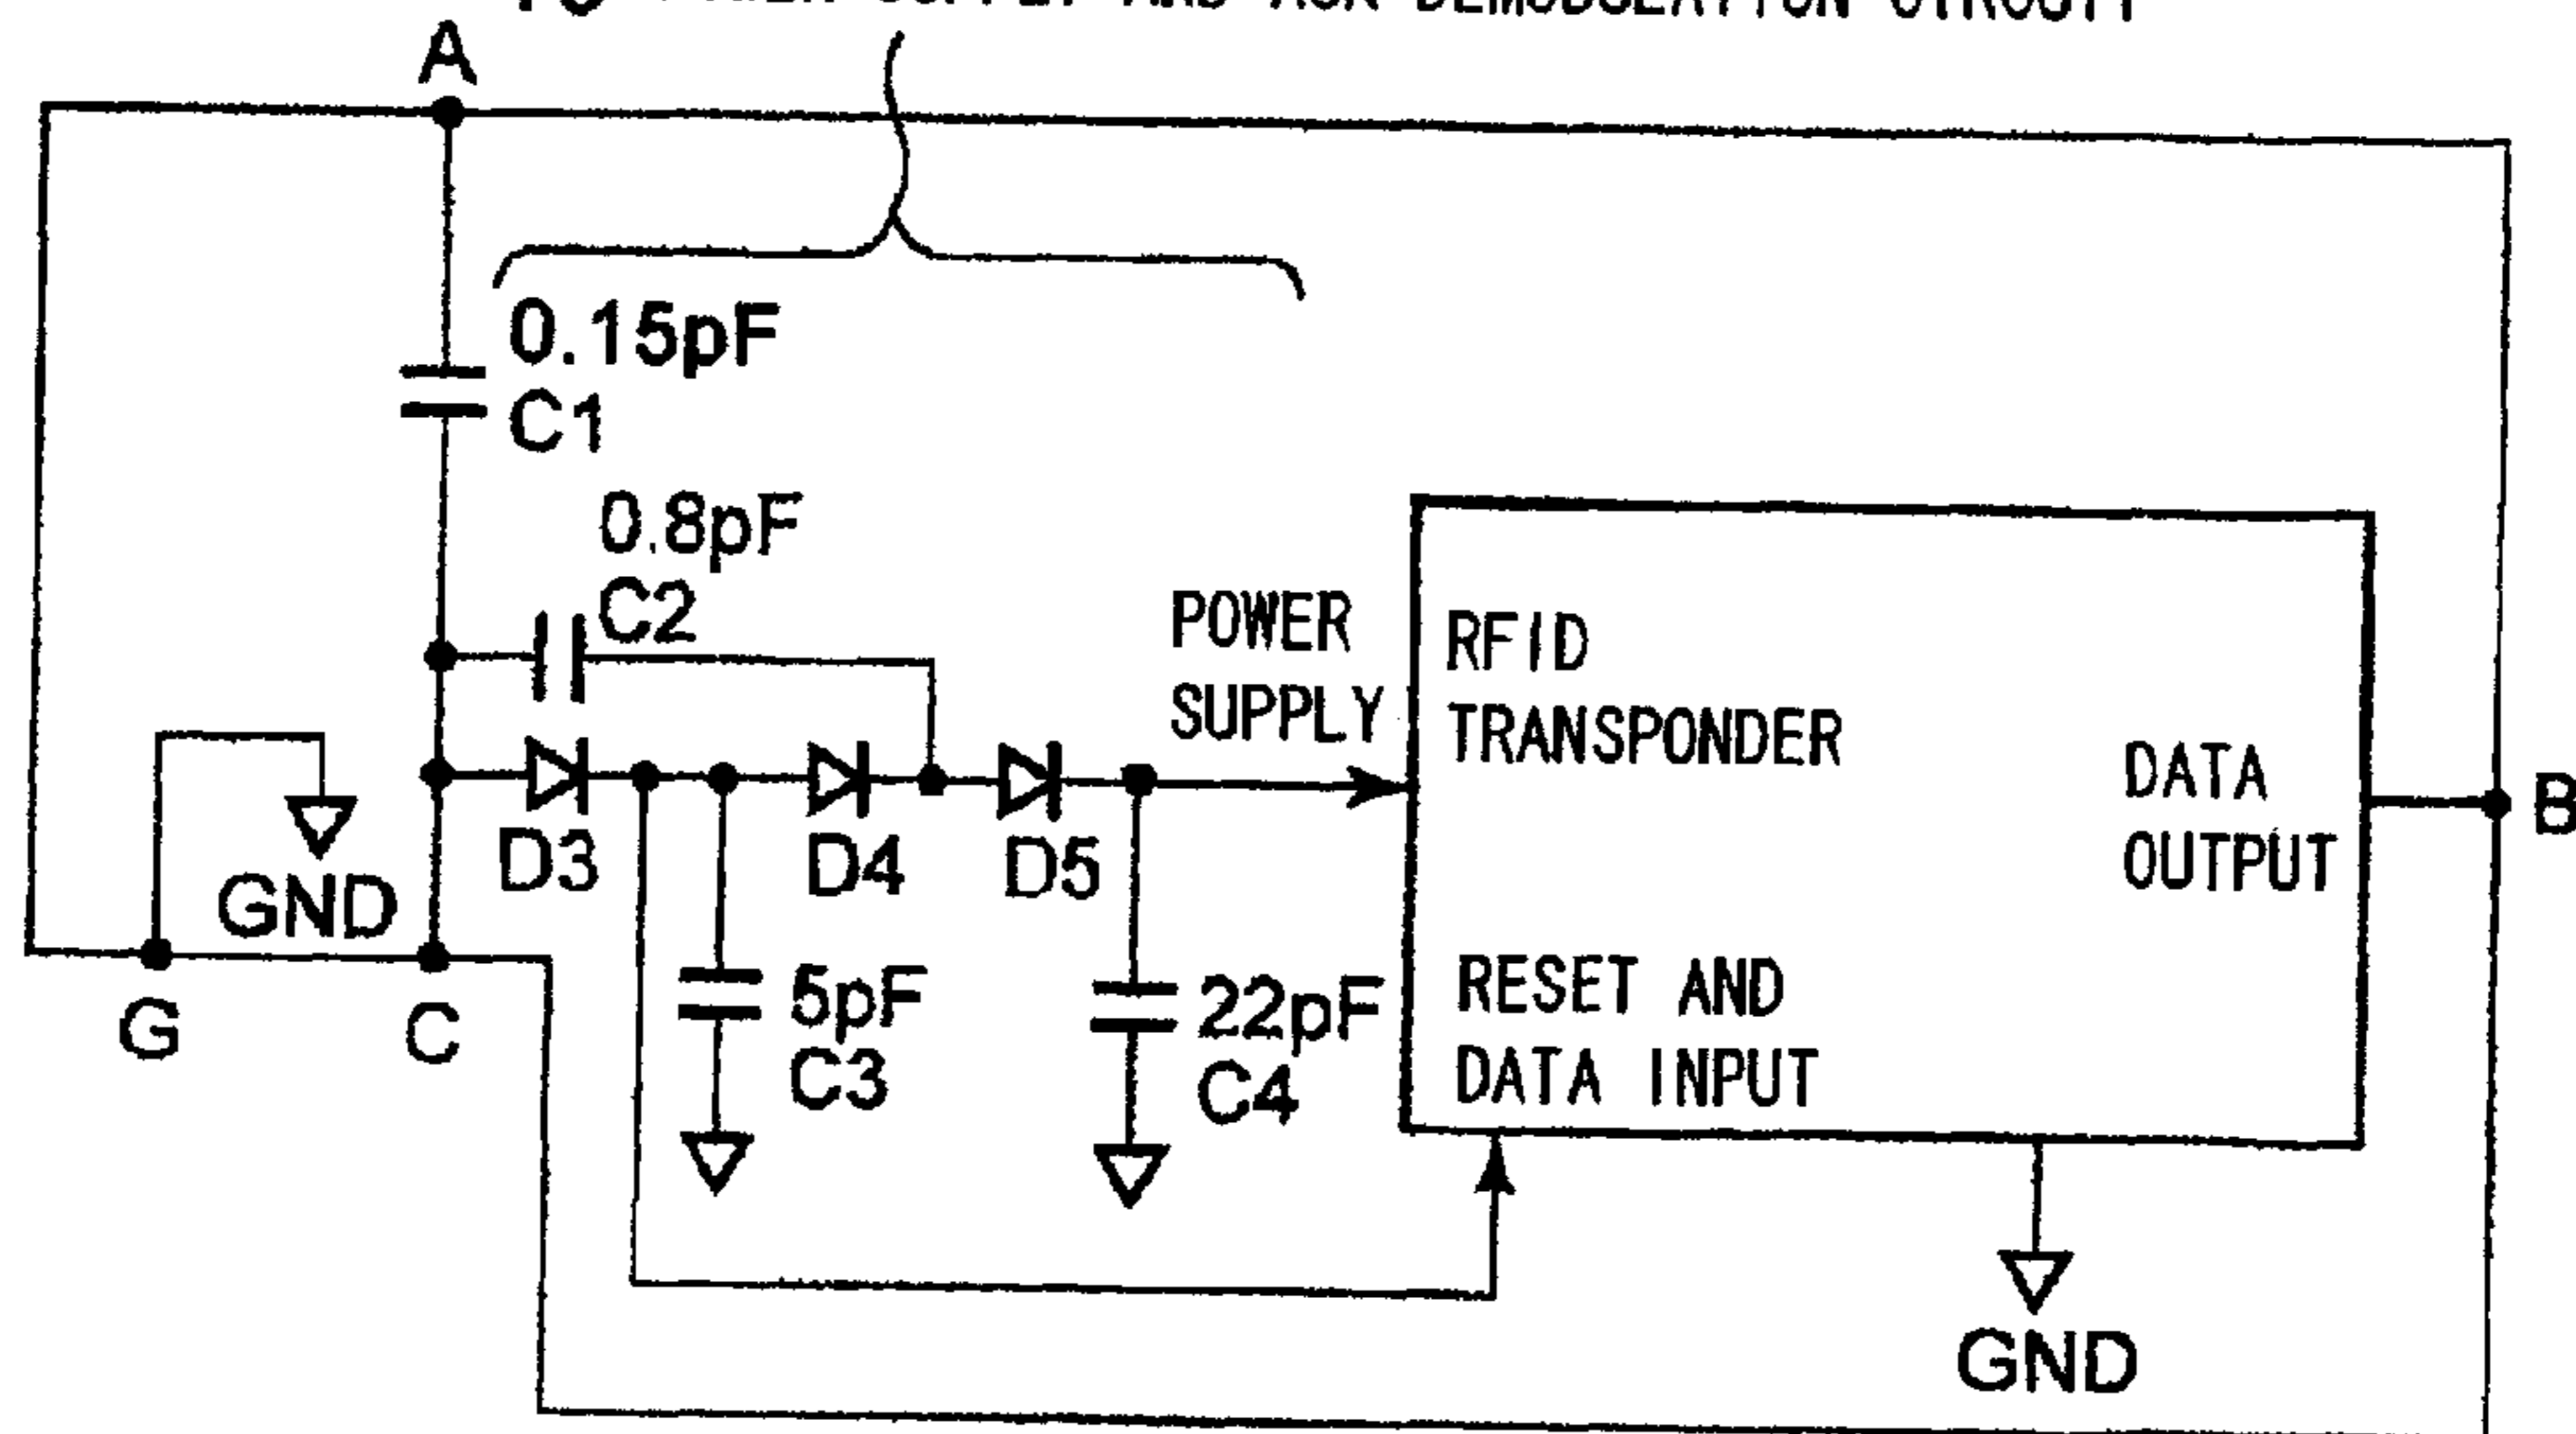 A
0.15pF
C1
0.8pF
C2
POWER
SUPPLY
RFID
TRANSPONDER
DATA
OUTPUT
B
D3
D4
D5
GND
G
C
5pF
C3
22pF
C4
RESET AND
DATA INPUT
GND